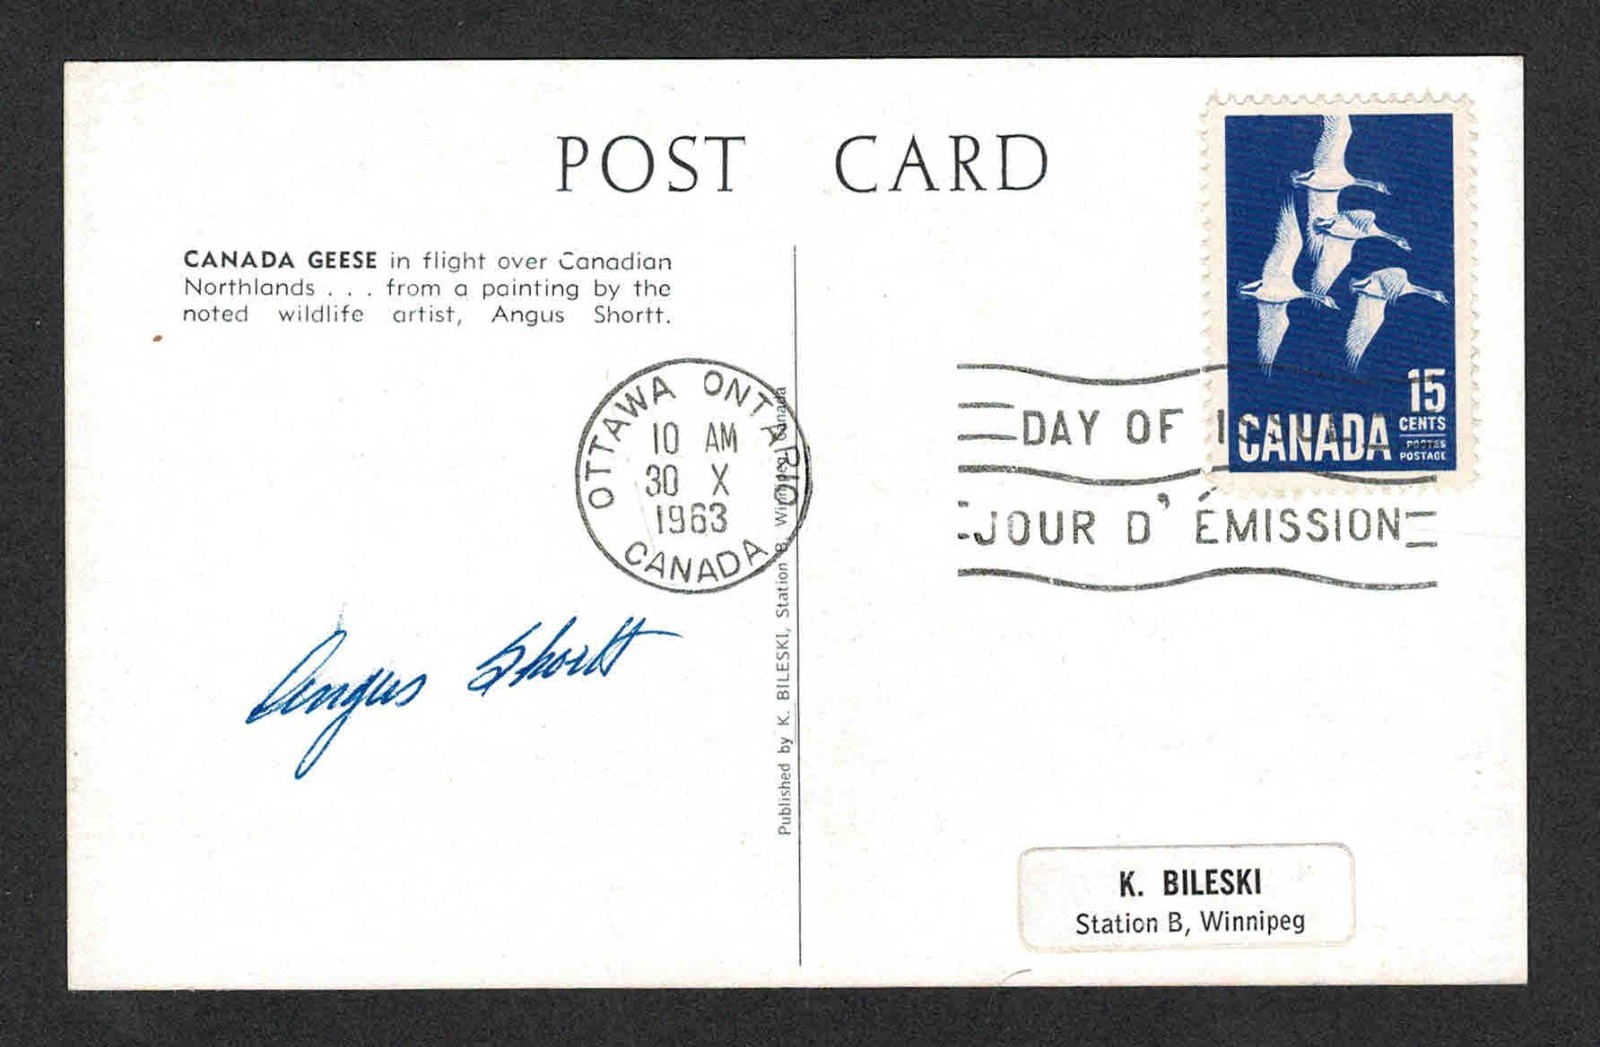 POST CARD
CANADA GEESE in flight over Canadian
Northlands . . . from a painting by the
noted wildlife artist, Angus Shortt.
OTTAWA ONTARIO
10 AM
30 X
1963
CANADA
Angus Shortt
Published by K. BILESKI, Station B, Winnipeg, Canada
15
CENTS
POSTES
POSTAGE
CANADA
DAY OF
JOUR D' ÉMISSION
K. BILESKI
Station B, Winnipeg